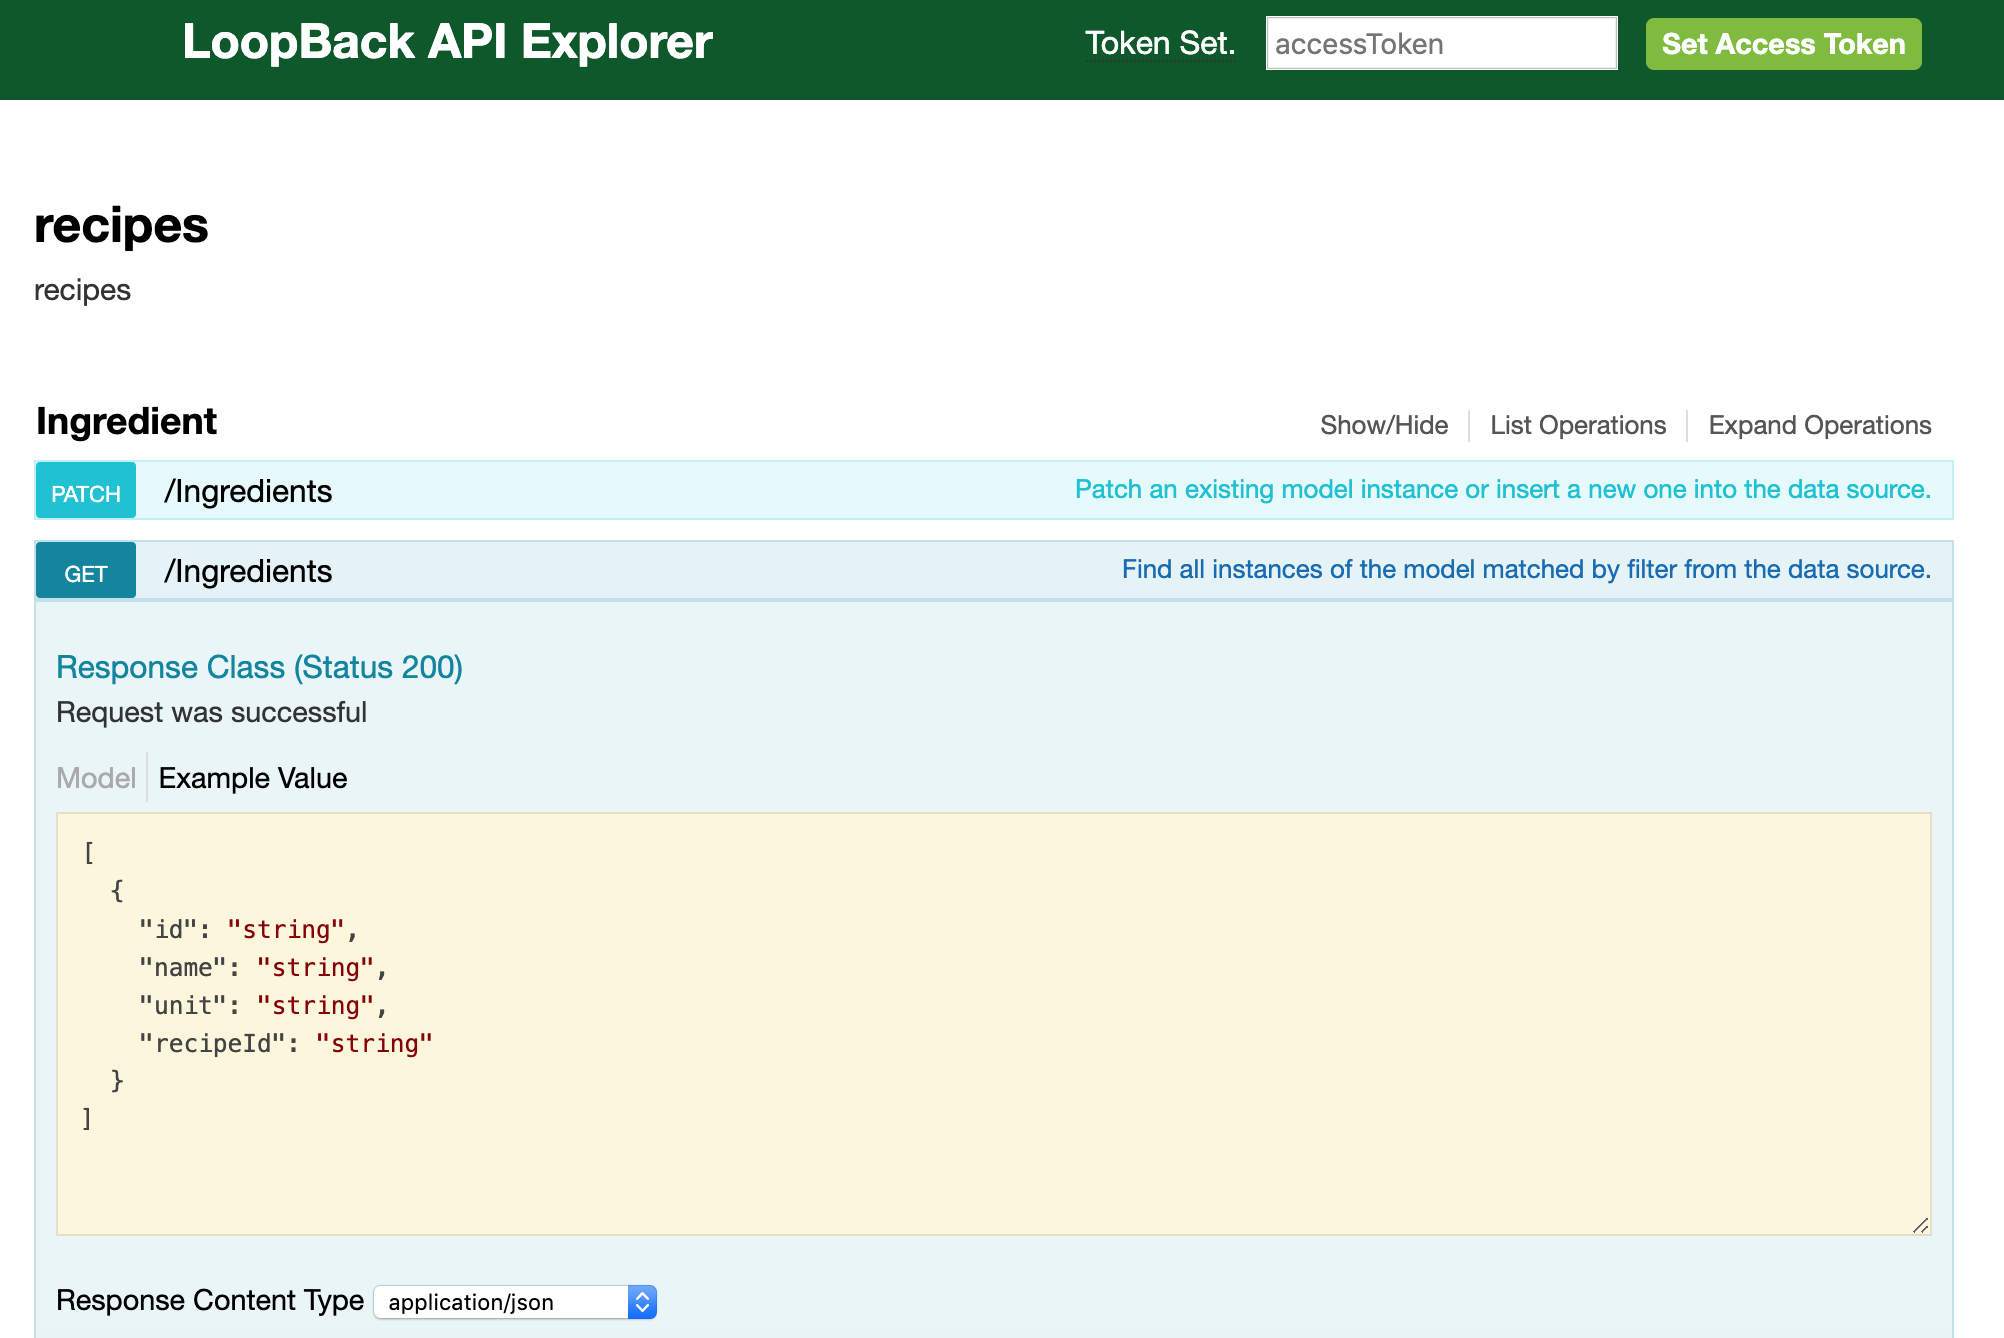 LoopBack API Explorer Token Set. accessToken Set Access Token
recipes
recipes
Ingredient Show/Hide List Operations Expand Operations
PATCH /Ingredients Patch an existing model instance or insert a new one into the data source.
GET /Ingredients Find all instances of the model matched by filter from the data source.
Response Class (Status 200)
Request was successful
Model Example Value
[
  {
    "id": "string",
    "name": "string",
    "unit": "string",
    "recipeId": "string"
  }
]
Response Content Type application/json